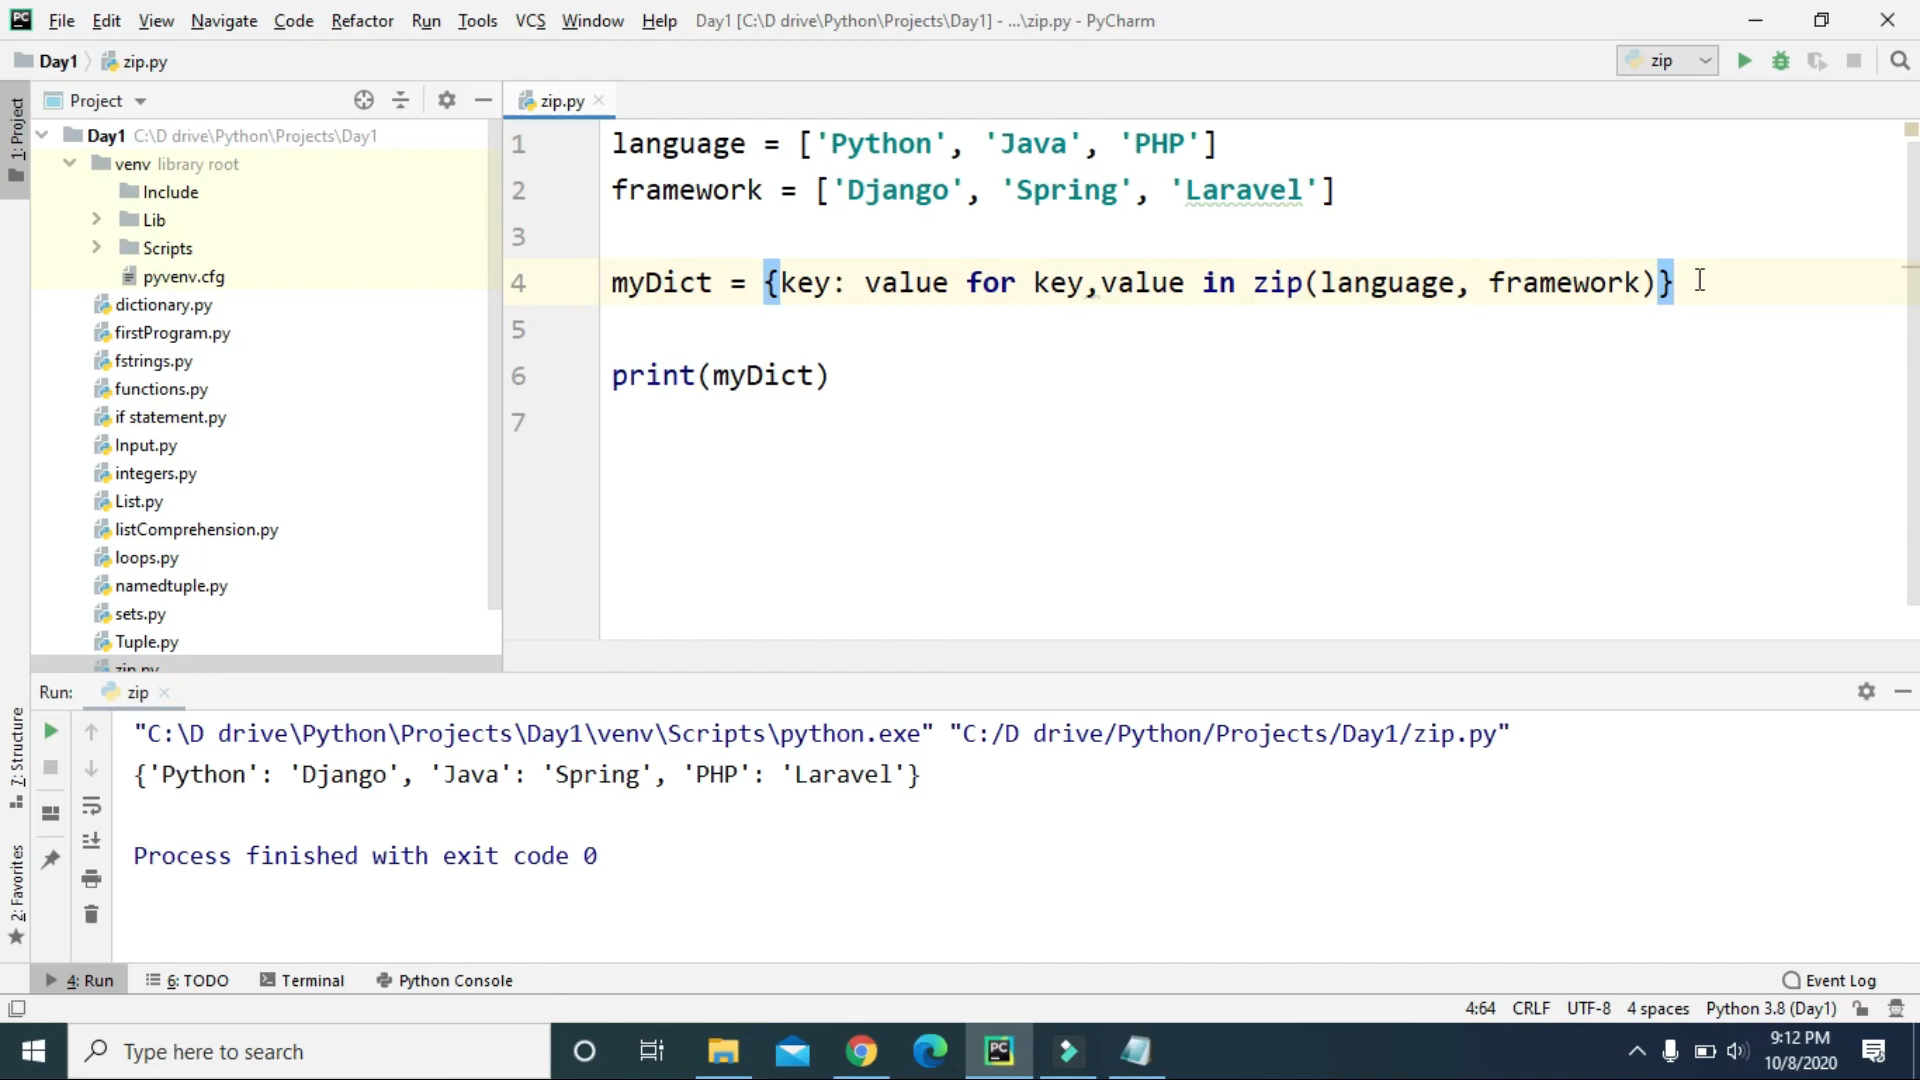 PC File Edit View Navigate Code Refactor Run Tools VCS Window Help Day1 [C:\D drive\Python\Projects\Day1] - ...\zip.py - PyCharm
Day1 zip.py zip
1: Project
Project
zip.py
Day1 C:\D drive\Python\Projects\Day1
venv library root
Include
Lib
Scripts
pyvenv.cfg
dictionary.py
firstProgram.py
fstrings.py
functions.py
if statement.py
Input.py
integers.py
List.py
listComprehension.py
loops.py
namedtuple.py
sets.py
Tuple.py
zip.py
1 language = ['Python', 'Java', 'PHP']
2 framework = ['Django', 'Spring', 'Laravel']
3
4 myDict = {key: value for key,value in zip(language, framework)}
5
6 print(myDict)
7
Run: zip
"C:\D drive\Python\Projects\Day1\venv\Scripts\python.exe" "C:/D drive/Python/Projects/Day1/zip.py"
{'Python': 'Django', 'Java': 'Spring', 'PHP': 'Laravel'}
Process finished with exit code 0
7: Structure
2: Favorites
4: Run 6: TODO Terminal Python Console Event Log
4:64 CRLF UTF-8 4 spaces Python 3.8 (Day1)
Type here to search
PC
9:12 PM
10/8/2020